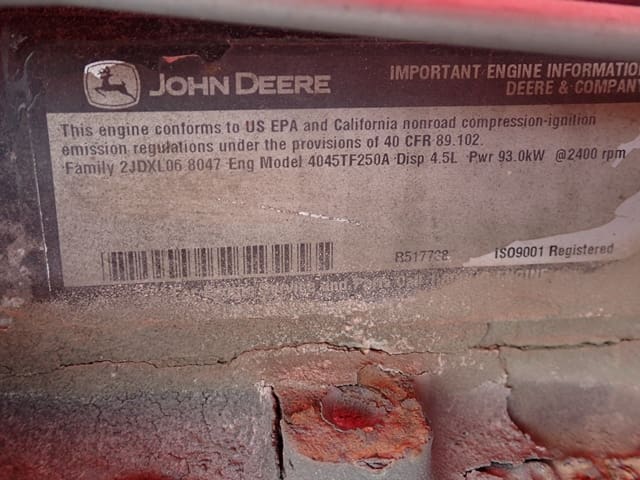 JOHN DEERE
IMPORTANT ENGINE INFORMATION
DEERE & COMPANY
This engine conforms to US EPA and California nonroad compression-ignition
emission regulations under the provisions of 40 CFR 89.102.
Family 2JDXL06.8047 Eng Model 4045TF250A Disp 4.5L Pwr 93.0kW @2400 rpm
ISO9001 Registered
and
ENGINE